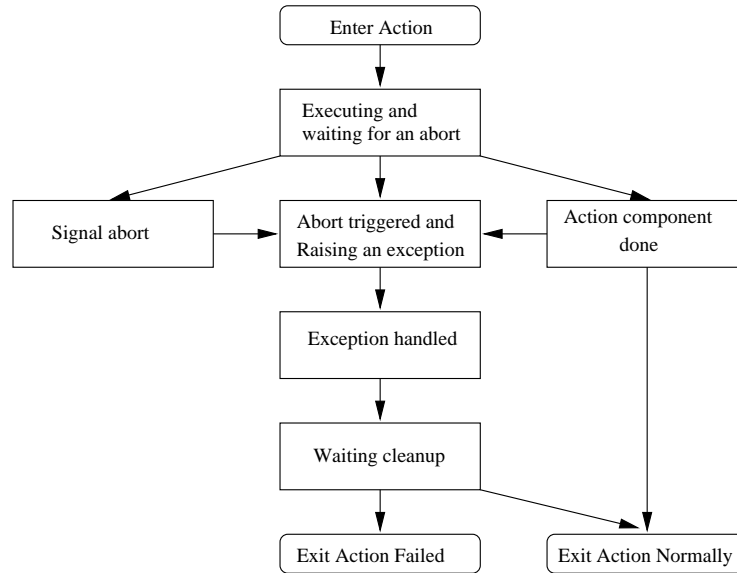 Enter Action
Executing and
waiting for an abort
Signal abort
Abort triggered and
Raising an exception
Action component
done
Exception handled
Waiting cleanup
Exit Action Failed
Exit Action Normally